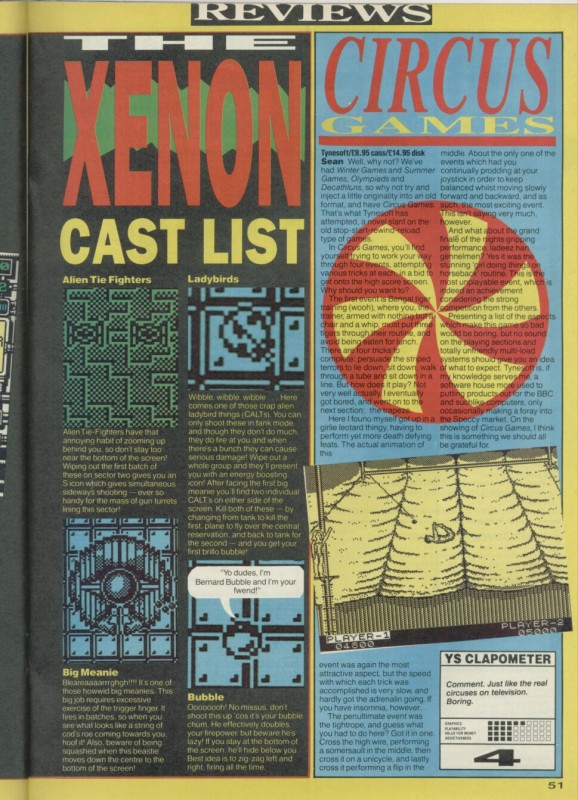 REVIEWS
THE
XENON
CAST LIST
Alien Tie Fighters
Alien Tie-Fighters have that
annoying habit of zooming up
behind you, so don't stay too
near the bottom of the screen!
Wiping out the first batch of
these on sector two gives you an
S icon which gives simultaneous
sideways shooting — ever so
handy for the mass of gun turrets
lining this sector!
Big Meanie
Bleareaaaarrrghgh!!!! It's one of
those howwid big meanies. This
big job requires excessive
exercise of the trigger finger. It
fires in batches, so when you
see what looks like a string of
cod's roe coming towards you,
hoof it! Also, beware of being
squashed when this beastie
moves down the centre to the
bottom of the screen!
Ladybirds
Wibble, wibble, wibble Here
comes one of those crap alien
ladybird things (CALTs). You can
only shoot these in tank mode,
and though they don't do much,
they do fire at you and when
there's a bunch they can cause
serious damage! Wipe out a
whole group and they'll present
you with an energy boosting
icon! After facing the first big
meanie you'll find two individual
CALT's on either side of the
screen. Kill both of these — by
changing from tank to kill the
first, plane to fly over the central
reservation, and back to tank for
the second — and you get your
first brillo bubble!
"Yo dudes, I'm
Bernard Bubble and I'm your
fwend!"
Bubble
Ooooooh! No missus, don't
shoot this up 'cos it's your bubble
chum. He effectively doubles
your firepower, but beware he's
lazy! If you stay at the bottom of
the screen, he'll hide below you.
Best idea is to zig-zag left and
right, firing all the time.
CIRCUS
GAMES
Tynesoft/£9.95 cass/£14.95 disk
Sean Well, why not? We've
had Winter Games and Summer
Games, Olympiads and
Decathlons, so why not try and
inject a little originality into an old
format, and have Circus Games.
That's what Tynesoft has
attempted, a novel slant on the
old stop-start-rewind-reload
type of
In Circus Games, you'll
yourself having to work your way
through four events, attempting
various tricks at each in a bid to
get onto the high score table.
Why should you want to?
The first event is Bengal Tiger
Training (wooh), where you, the
trainer, armed with nothing but a
chair and a whip, must put the
tigers through their routine, and
not get eaten for lunch.
There are four tricks to
complete: persuade the striped
terrors to lie down, sit down, walk
through a tube and sit down in a
line. But how does it play? Not
very well and I eventually
got bored, and went on to the
next section:
Here I found myself got up in a
girlie leotard thingy, having to
perform yet more death defying
feats. The actual animation of
this
event was again the most
attractive aspect, but the speed
with which each trick was
accomplished is very slow, and
hardly got the adrenalin going. If
you have insomnia, however.
The penultimate event was
the tightrope, and guess what
you had to do here? Got it in one.
Cross the high wire, performing
a somersault in the middle, then
cross it on a unicycle, and lastly
cross it performing a flip in the
middle. About the only one of the
events which had you
continually prodding at your
joystick in order to keep
balanced whilst moving slowly
forward and backward, and as
such, the most exciting event.
This isn't saying very much,
however.
And what about the grand
finale of the nights grand
performance, ladeez han
gennelmen? Yes it was the
stunning 'you doing they do'
horseback routine. This is the
most unplayable event, which is
indeed an achievement
considering the strong
competition from the others.
Presenting a list of the aspects
which make this game so bad
would be boring, but no sound
on the playing sections and
totally unfriendly multi-load
systems should give you an idea
of what to expect. Tynesoft is, if
my knowledge serves me, a
software house more used to
putting out product for the BBC
and suchlike computers, only
occasionally making a foray into
the Speccy market. On the
showing of Circus Games, I think
this is something we should all
be grateful for.
PLAYER-1
04800
PLAYER-2
05000
YS CLAPOMETER
Comment. Just like the real
circuses on television.
Boring.
GRAPHICS
PLAYABILITY
VALUE FOR MONEY
ADDICTIVENESS
4
51